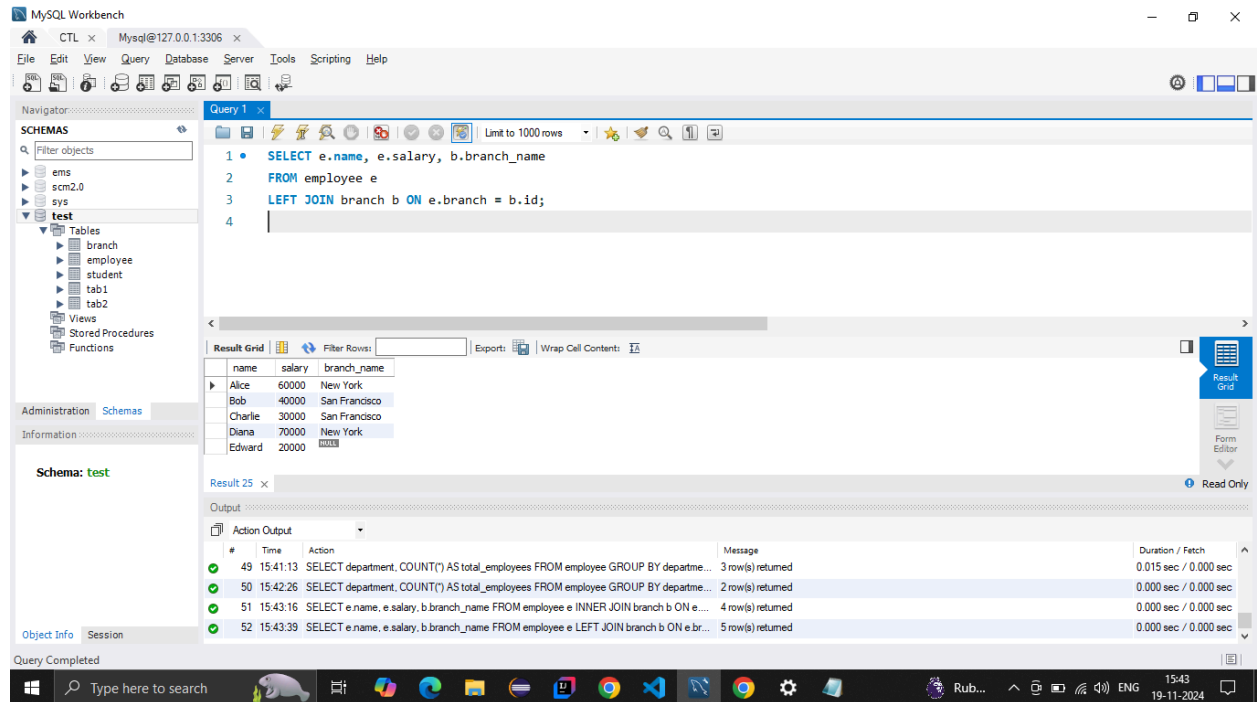 MySQL Workbench
CTL × Mysql@127.0.0.1:3306 ×
File Edit View Query Database Server Tools Scripting Help
Navigator
SCHEMAS
Filter objects
ems
scm2.0
sys
test
Tables
branch
employee
student
tab1
tab2
Views
Stored Procedures
Functions
Administration Schemas
Information
Schema: test
Object Info Session
Query 1 ×
Limit to 1000 rows
1 SELECT e.name, e.salary, b.branch_name
2 FROM employee e
3 LEFT JOIN branch b ON e.branch = b.id;
4
Result Grid Filter Rows: Export: Wrap Cell Content:
name salary branch_name
Alice 60000 New York
Bob 40000 San Francisco
Charlie 30000 San Francisco
Diana 70000 New York
Edward 20000 NULL
Result Grid
Form Editor
Result 25 × Read Only
Output
Action Output
# Time Action Message Duration / Fetch
49 15:41:13 SELECT department, COUNT(*) AS total_employees FROM employee GROUP BY departme... 3 row(s) returned 0.015 sec / 0.000 sec
50 15:42:26 SELECT department, COUNT(*) AS total_employees FROM employee GROUP BY departme... 2 row(s) returned 0.000 sec / 0.000 sec
51 15:43:16 SELECT e.name, e.salary, b.branch_name FROM employee e INNER JOIN branch b ON e.... 4 row(s) returned 0.000 sec / 0.000 sec
52 15:43:39 SELECT e.name, e.salary, b.branch_name FROM employee e LEFT JOIN branch b ON e.br... 5 row(s) returned 0.000 sec / 0.000 sec
Query Completed
Type here to search Rub... ENG 15:43
19-11-2024